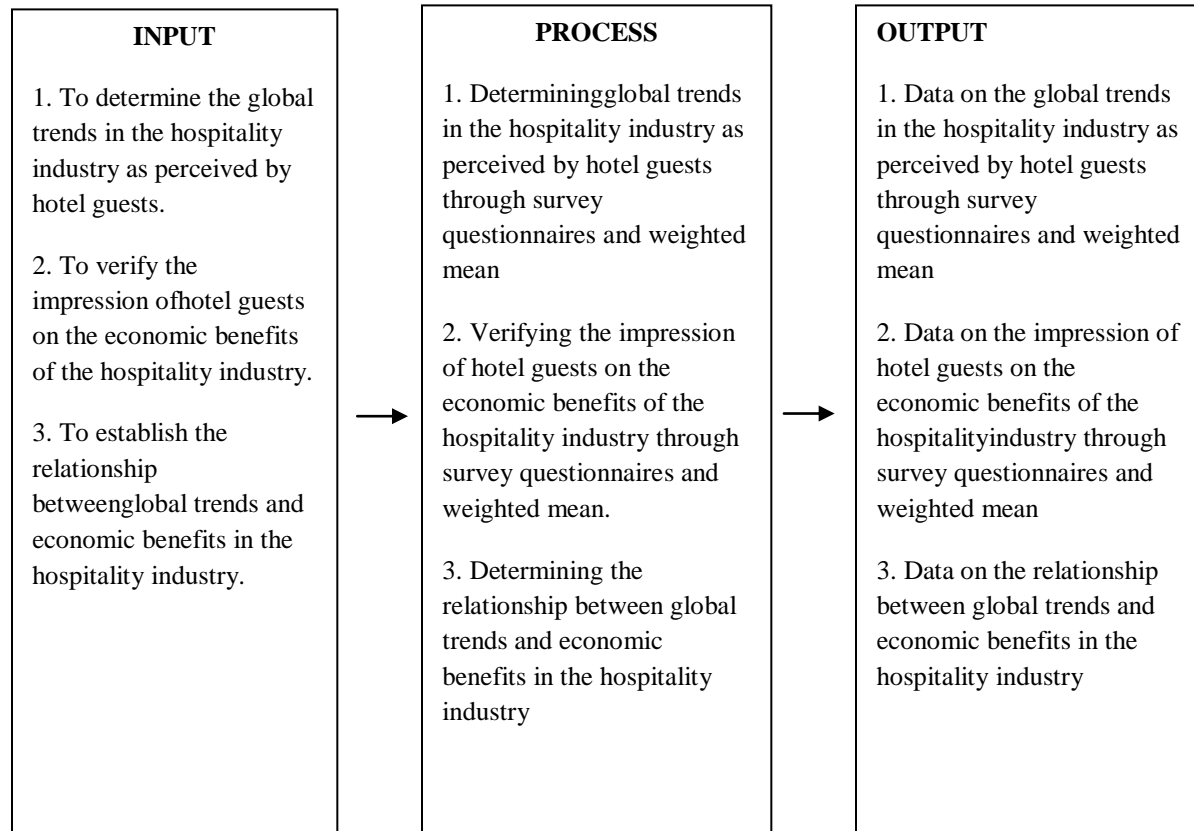 INPUT
1. To determine the global
trends in the hospitality
industry as perceived by
hotel guests.
2. To verify the
impression ofhotel guests
on the economic benefits
of the hospitality industry.
3. To establish the
relationship
betweenglobal trends and
economic benefits in the
hospitality industry.
PROCESS
1. Determiningglobal trends
in the hospitality industry as
perceived by hotel guests
through survey
questionnaires and weighted
mean
2. Verifying the impression
of hotel guests on the
economic benefits of the
hospitality industry through
survey questionnaires and
weighted mean.
3. Determining the
relationship between global
trends and economic
benefits in the hospitality
industry
OUTPUT
1. Data on the global trends
in the hospitality industry as
perceived by hotel guests
through survey
questionnaires and weighted
mean
2. Data on the impression of
hotel guests on the
economic benefits of the
hospitalityindustry through
survey questionnaires and
weighted mean
3. Data on the relationship
between global trends and
economic benefits in the
hospitality industry